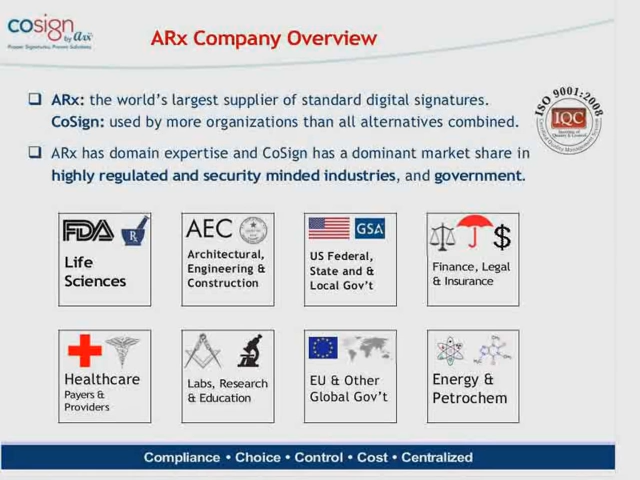 cosign
by arx
ARx Company Overview
ARx: the world's largest supplier of standard digital signatures.
CoSign: used by more organizations than all alternatives combined.
ISO 9001:2008
IQC
ARx has domain expertise and CoSign has a dominant market share in
highly regulated and security minded industries, and government.
FDA
Rx
Life
Sciences
AEC
Architectural,
Engineering &
Construction
GSA
US Federal,
State and &
Local Gov't
$
Finance, Legal
& Insurance
Healthcare
Payers &
Providers
Labs, Research
& Education
EU & Other
Global Gov't
Energy &
Petrochem
Compliance • Choice • Control • Cost • Centralized